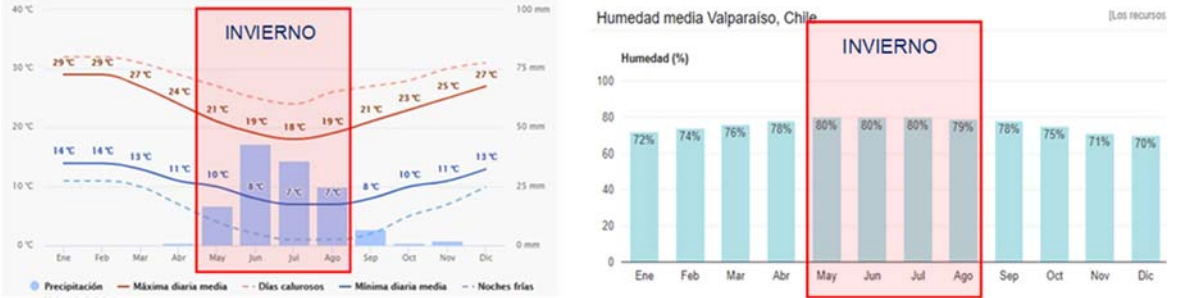 40 °C
100 mm
INVIERNO
30 °C
75 mm
29 °C 29 °C 27 °C 24 °C 21 °C 19 °C 18 °C 19 °C 21 °C 23 °C 25 °C 27 °C
20 °C
50 mm
14 °C 14 °C 13 °C 11 °C 10 °C 8 °C 7 °C 7 °C 8 °C 10 °C 11 °C 13 °C
10 °C
25 mm
0 °C
0 mm
Ene Feb Mar Abr May Jun Jul Ago Sep Oct Nov Dic
Precipitación Máxima diaria media Días calurosos Mínima diaria media Noches frías
Humedad media Valparaíso, Chile
[Los recursos
INVIERNO
Humedad (%)
100
80
60
40
20
0
72% 74% 76% 78% 80% 80% 80% 79% 78% 75% 71% 70%
Ene Feb Mar Abr May Jun Jul Ago Sep Oct Nov Dic